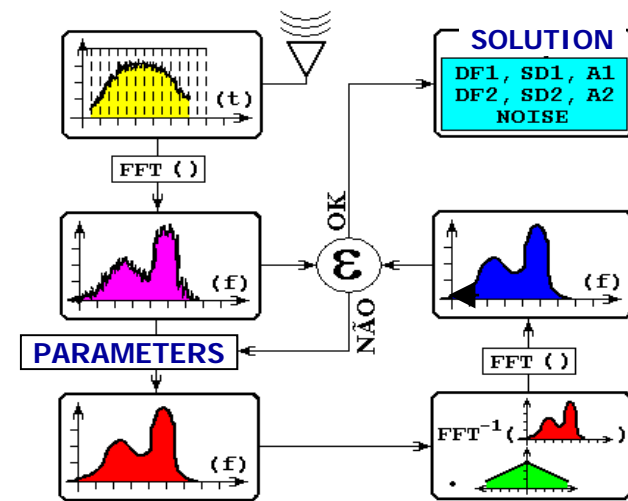 SOLUTION
DF1, SD1, A1
DF2, SD2, A2
NOISE
(t)
FFT ()
OK
ε
NÃO
(f)
(f)
PARAMETERS
FFT ()
(f)
FFT⁻¹( )
.